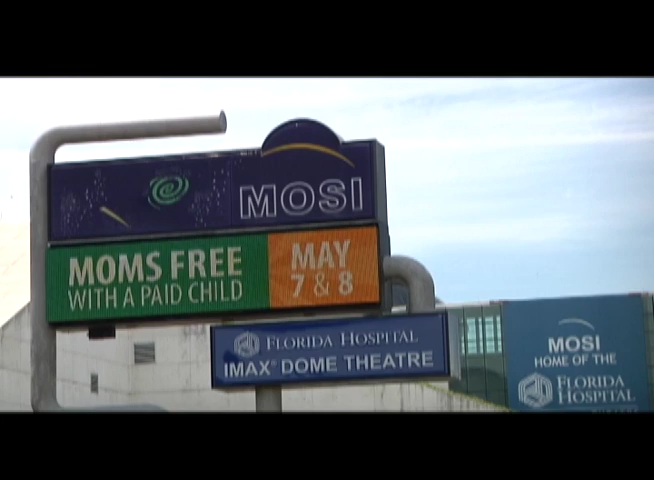 MOSI
MOMS FREE
WITH A PAID CHILD
MAY
7 & 8
FLORIDA HOSPITAL
IMAX® DOME THEATRE
MOSI
HOME OF THE
FLORIDA
HOSPITAL